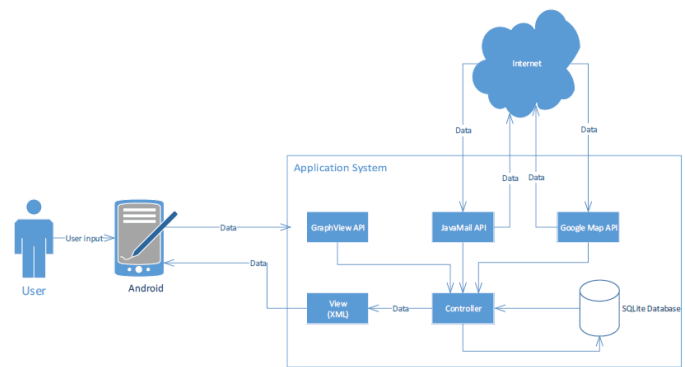 Internet
Data
Data
Data
Data
Data
Application System
GraphView API
JavaMail API
Google Map API
User Input
Data
User
Android
Data
View
(XML)
Data
Controller
SQLite Database